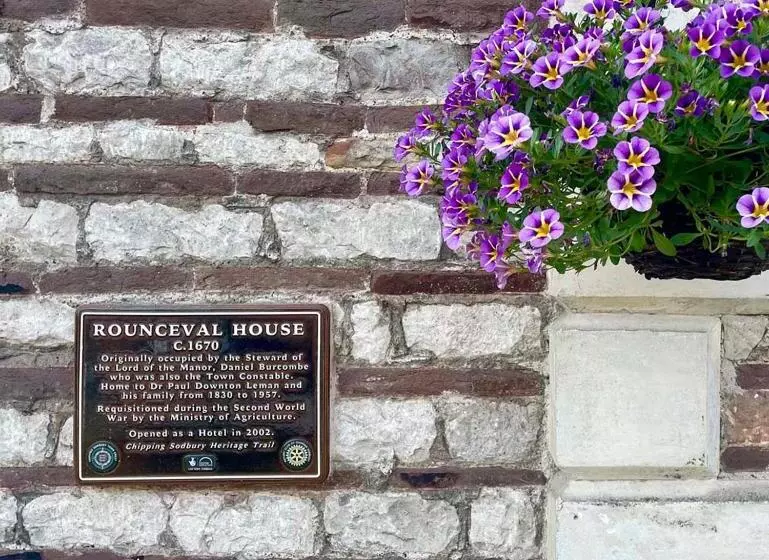 ROUNCEVAL HOUSE
C.1670
Originally occupied by the Steward of
the Lord of the Manor, Daniel Burcombe
who was also the Town Constable.
Home to Dr Paul Downton Leman and
his family from 1830 to 1957.
Requisitioned during the Second World
War by the Ministry of Agriculture.
Opened as a Hotel in 2002.
Chipping Sodbury Heritage Trail